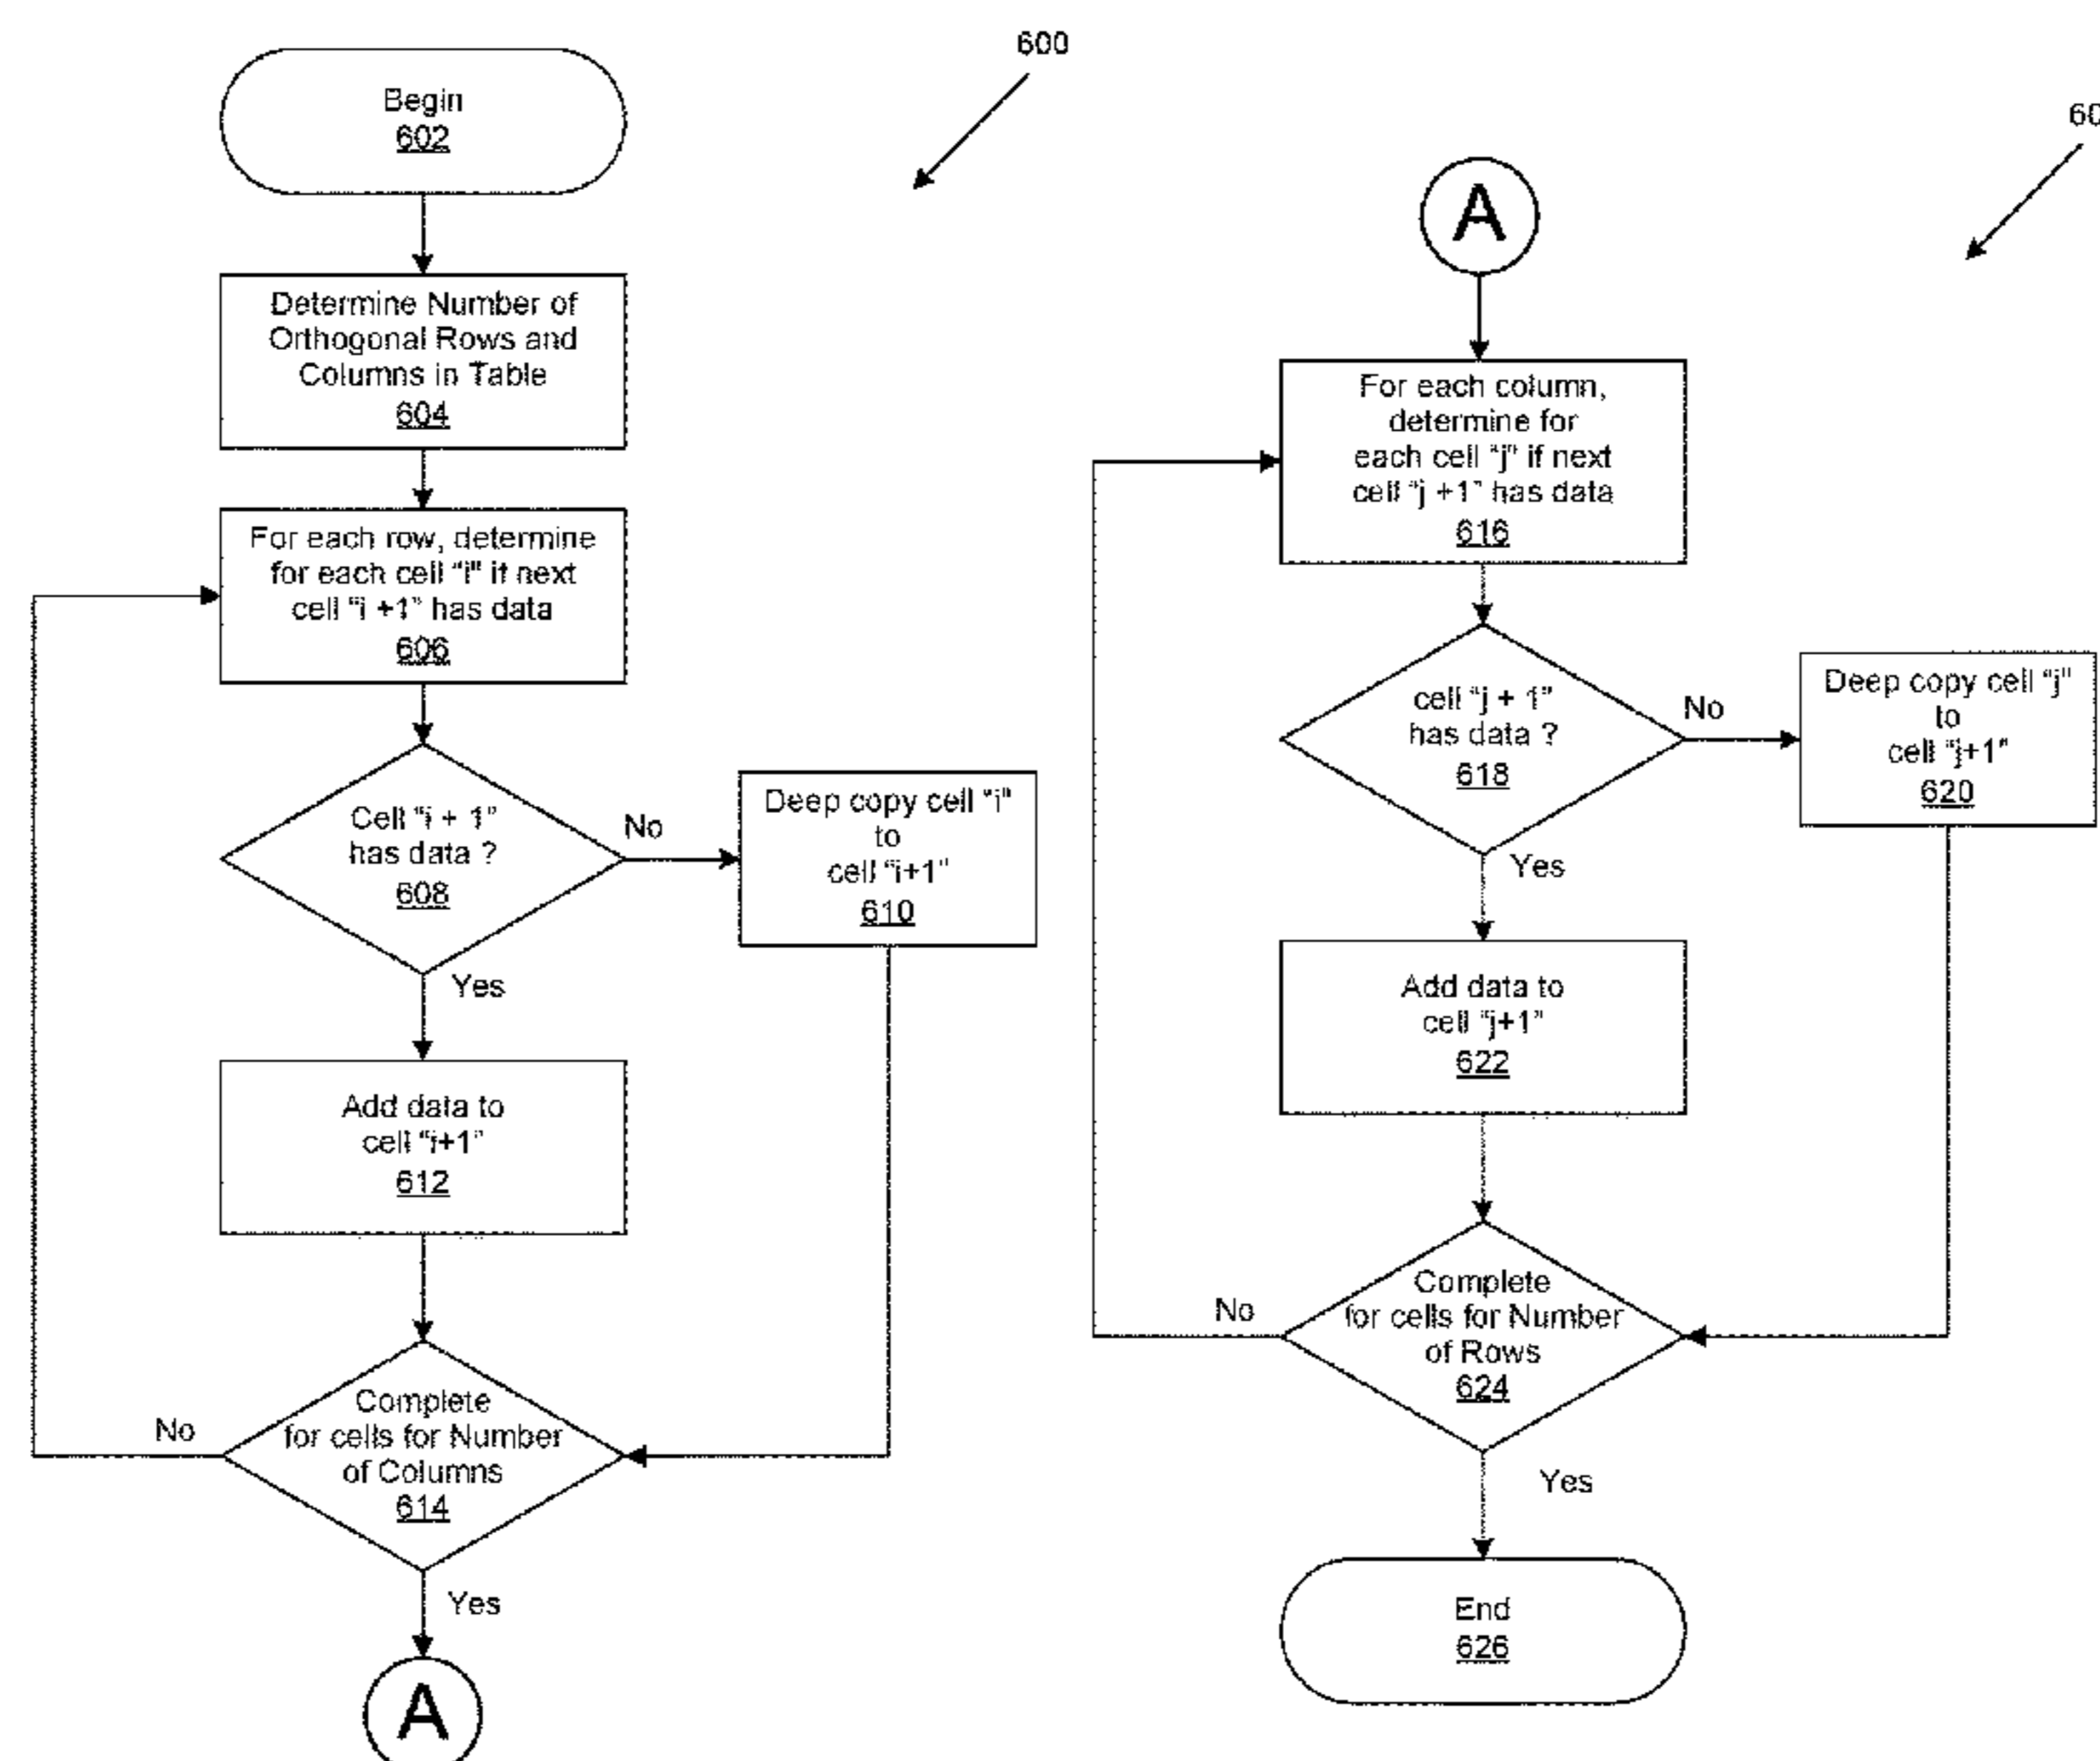 600
Begin
602
Determine Number of
Orthogonal Rows and
Columns in Table
604
For each row, determine
for each cell "i" if next
cell "i +1" has data
606
Cell "i + 1"
has data ?
608
No
Deep copy cell "i"
to
cell "i+1"
610
Yes
Add data to
cell "i+1"
612
Complete
for cells for Number
of Columns
614
No
Yes
A
60
A
For each column,
determine for
each cell "j" if next
cell "j +1" has data
616
cell "j + 1"
has data ?
618
No
Deep copy cell "j"
to
cell "j+1"
620
Yes
Add data to
cell "j+1"
622
Complete
for cells for Number
of Rows
624
No
Yes
End
626